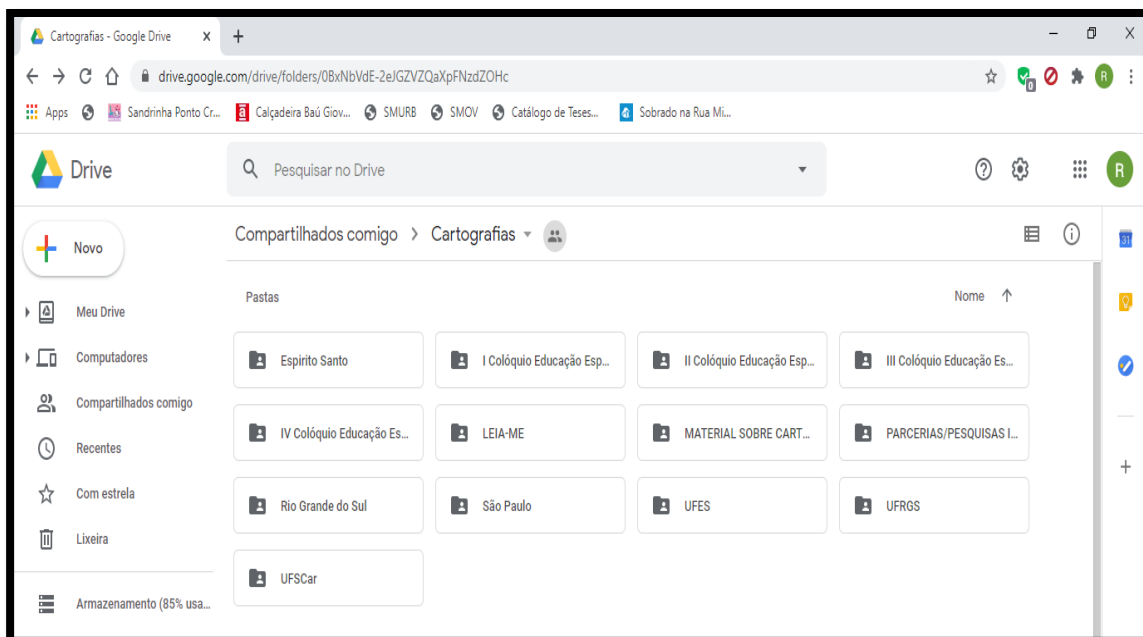 Cartografias - Google Drive
drive.google.com/drive/folders/0BxNbVdE-2eJGZVZQaXpFNzdZOHc
0
R
Apps
Sandrinha Ponto Cr...
a
Calçadeira Baú Giov...
SMURB
SMOV
Catálogo de Teses...
Sobrado na Rua Mi...
Drive
Pesquisar no Drive
R
Novo
Compartilhados comigo > Cartografias
31
Meu Drive
Computadores
Compartilhados comigo
Recentes
Com estrela
Lixeira
Armazenamento (85% usa...
Pastas
Nome
Espirito Santo
I Colóquio Educação Esp...
II Colóquio Educação Esp...
III Colóquio Educação Es...
IV Colóquio Educação Es...
LEIA-ME
MATERIAL SOBRE CART...
PARCERIAS/PESQUISAS I...
Rio Grande do Sul
São Paulo
UFES
UFRGS
UFSCar